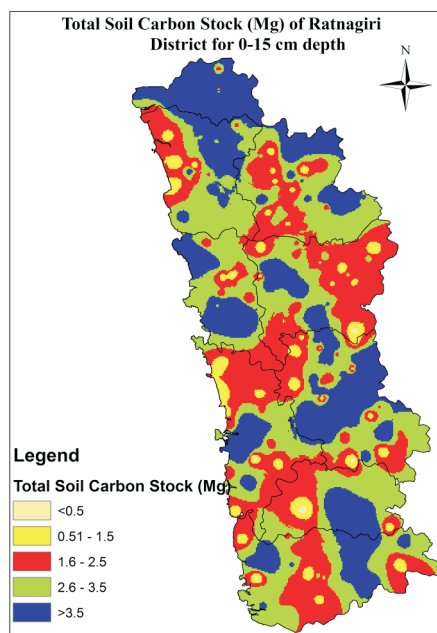 Total Soil Carbon Stock (Mg) of Ratnagiri
District for 0-15 cm depth
N
Legend
Total Soil Carbon Stock (Mg)
<0.5
0.51 - 1.5
1.6 - 2.5
2.6 - 3.5
>3.5